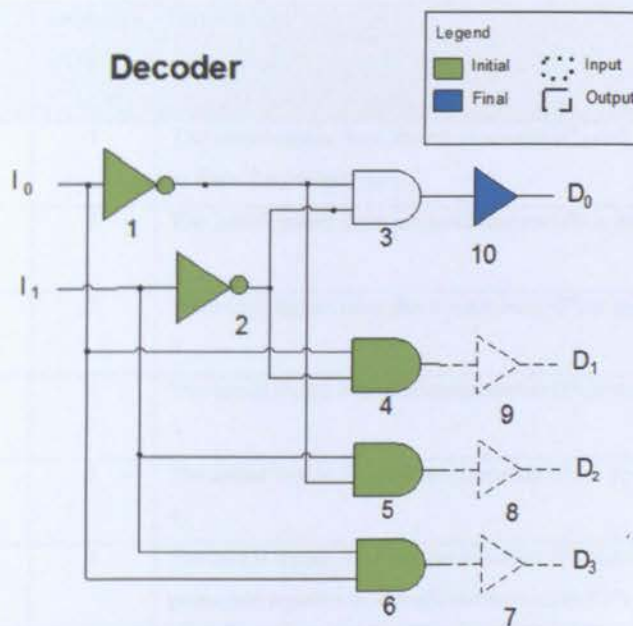 Legend
Initial
Input
Final
Output
Decoder
I0
1
3
10
D0
I1
2
4
9
D1
5
8
D2
6
7
D3